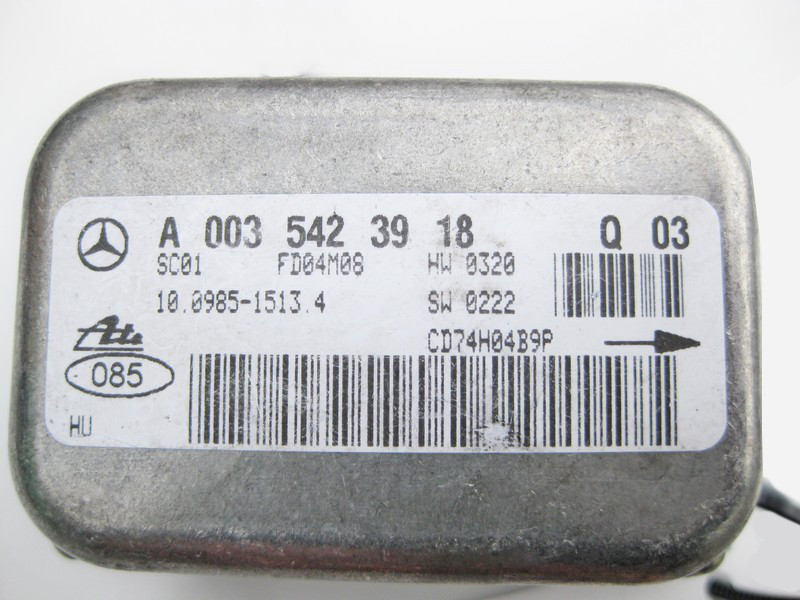 A 003 542 39 18 Q 03
SC01 FD04M08 HW 0320
10.0985-1513.4 SW 0222
Ate CD74H04B9P
085
HU